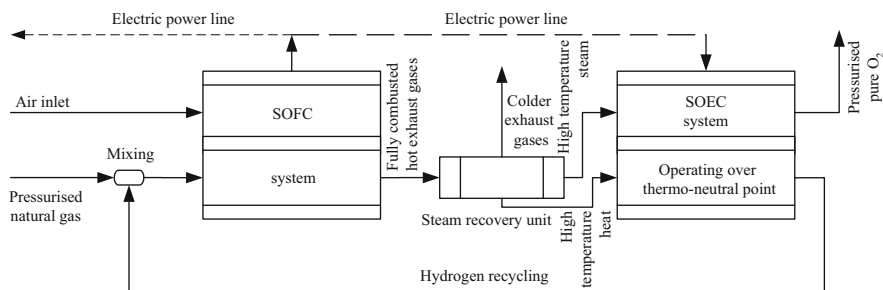 Electric power line
Electric power line
Air inlet
SOFC
system
Mixing
Pressurised
natural gas
Fully combusted
hot exhaust gases
Colder
exhaust
gases
High temperature
steam
Steam recovery unit
High
temperature
heat
SOEC
system
Operating over
thermo-neutral point
Pressurised
pure O2
Hydrogen recycling